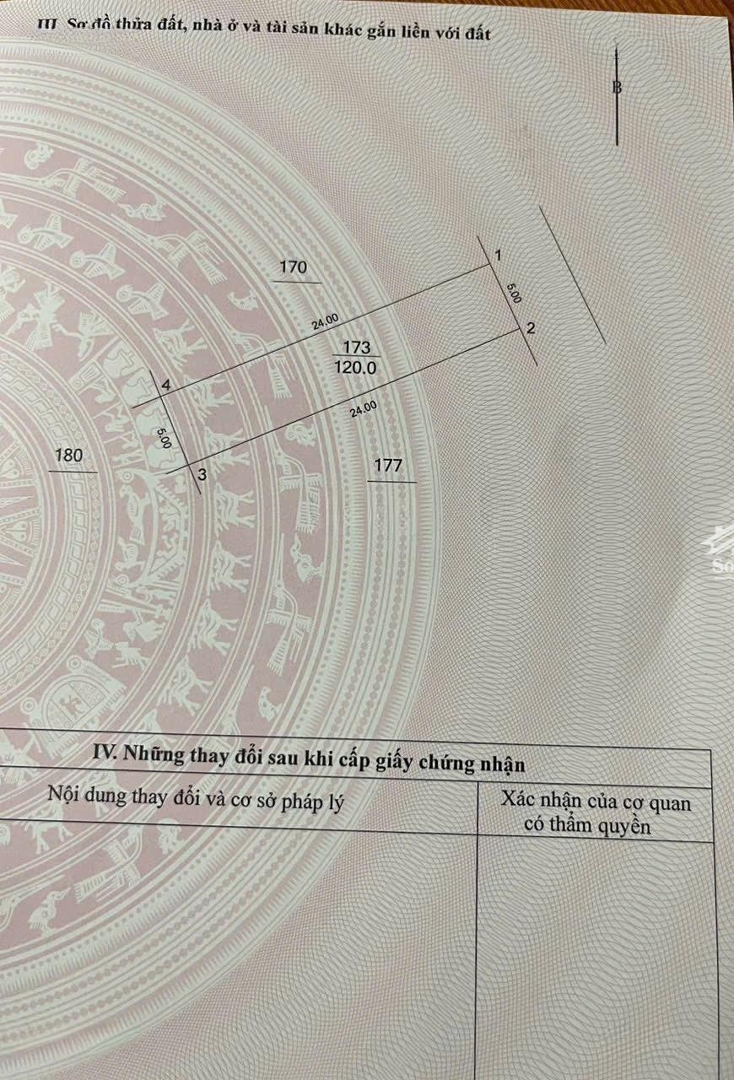 III Sơ đồ thửa đất, nhà ở và tài sản khác gắn liền với đất
B
1
170
5.00
24.00
2
173
120.0
4
24.00
5.00
180
177
3
Số
IV. Những thay đổi sau khi cấp giấy chứng nhận
Nội dung thay đổi và cơ sở pháp lý
Xác nhận của cơ quan
có thẩm quyền